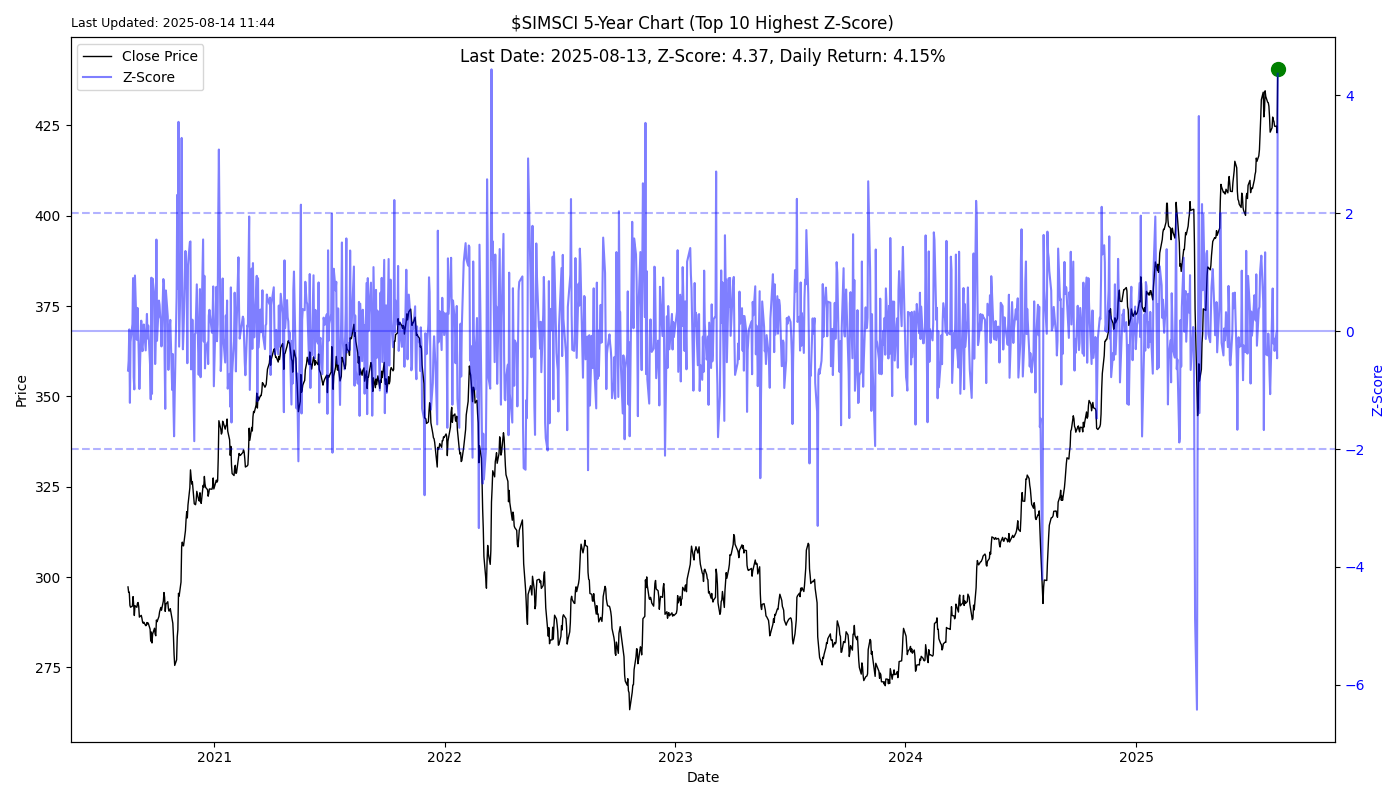 Last Updated: 2025-08-14 11:44
$SIMSCI 5-Year Chart (Top 10 Highest Z-Score)
Last Date: 2025-08-13, Z-Score: 4.37, Daily Return: 4.15%
Close Price
Z-Score
425
400
375
350
325
300
275
Price
4
2
0
−2
−4
−6
Z-Score
2021
2022
2023
2024
2025
Date